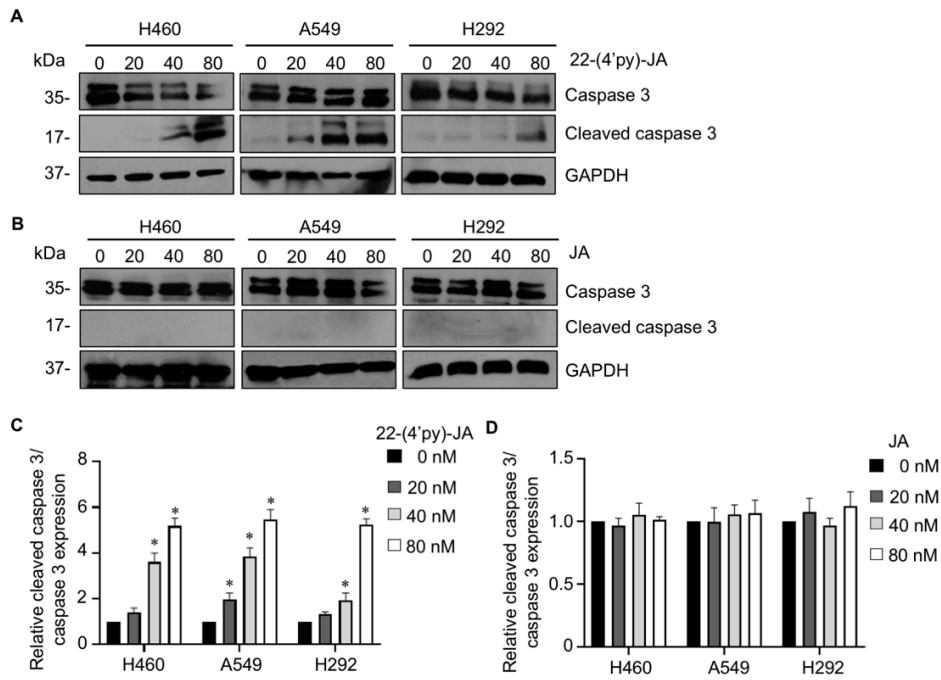 A
H460 A549 H292
kDa 0 20 40 80 0 20 40 80 0 20 40 80 22-(4'py)-JA
35- Caspase 3
17- Cleaved caspase 3
37- GAPDH
B
H460 A549 H292
kDa 0 20 40 80 0 20 40 80 0 20 40 80 JA
35- Caspase 3
17- Cleaved caspase 3
37- GAPDH
C
Relative cleaved caspase 3/
caspase 3 expression
8
6
4
2
0
* * * * * * *
H460 A549 H292
22-(4'py)-JA
0 nM
20 nM
40 nM
80 nM
D
Relative cleaved caspase 3/
caspase 3 expression
1.5
1.0
0.5
0
H460 A549 H292
JA
0 nM
20 nM
40 nM
80 nM